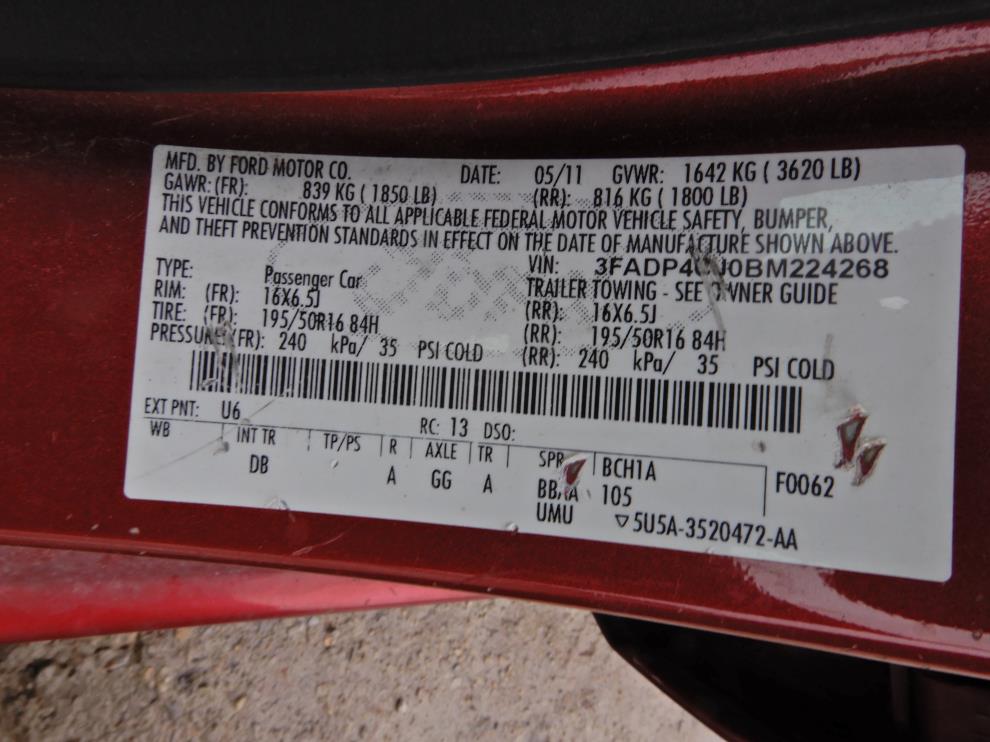 MFD. BY FORD MOTOR CO. DATE: 05/11 GVWR: 1642 KG ( 3620 LB)
GAWR: (FR): 839 KG ( 1850 LB) (RR): 816 KG ( 1800 LB)
THIS VEHICLE CONFORMS TO ALL APPLICABLE FEDERAL MOTOR VEHICLE SAFETY, BUMPER,
AND THEFT PREVENTION STANDARDS IN EFFECT ON THE DATE OF MANUFACTURE SHOWN ABOVE.
VIN:
TYPE: Passenger Car TRAILER TOWING - SEE OWNER GUIDE
RIM: (FR): 16X6.5J (RR): 16X6.5J
TIRE: (FR): 195/50R16 84H (RR): 195/50R16 84H
PRESSURE: (FR): 240 kPa/ 35 PSI COLD (RR): 240 kPa/ 35 PSI COLD
EXT PNT: U6 RC: 13 DSO:
WB INT TR TP/PS R AXLE TR SPR BCH1A
DB A GG A 105 F0062
UMU ▽5U5A-3520472-AA